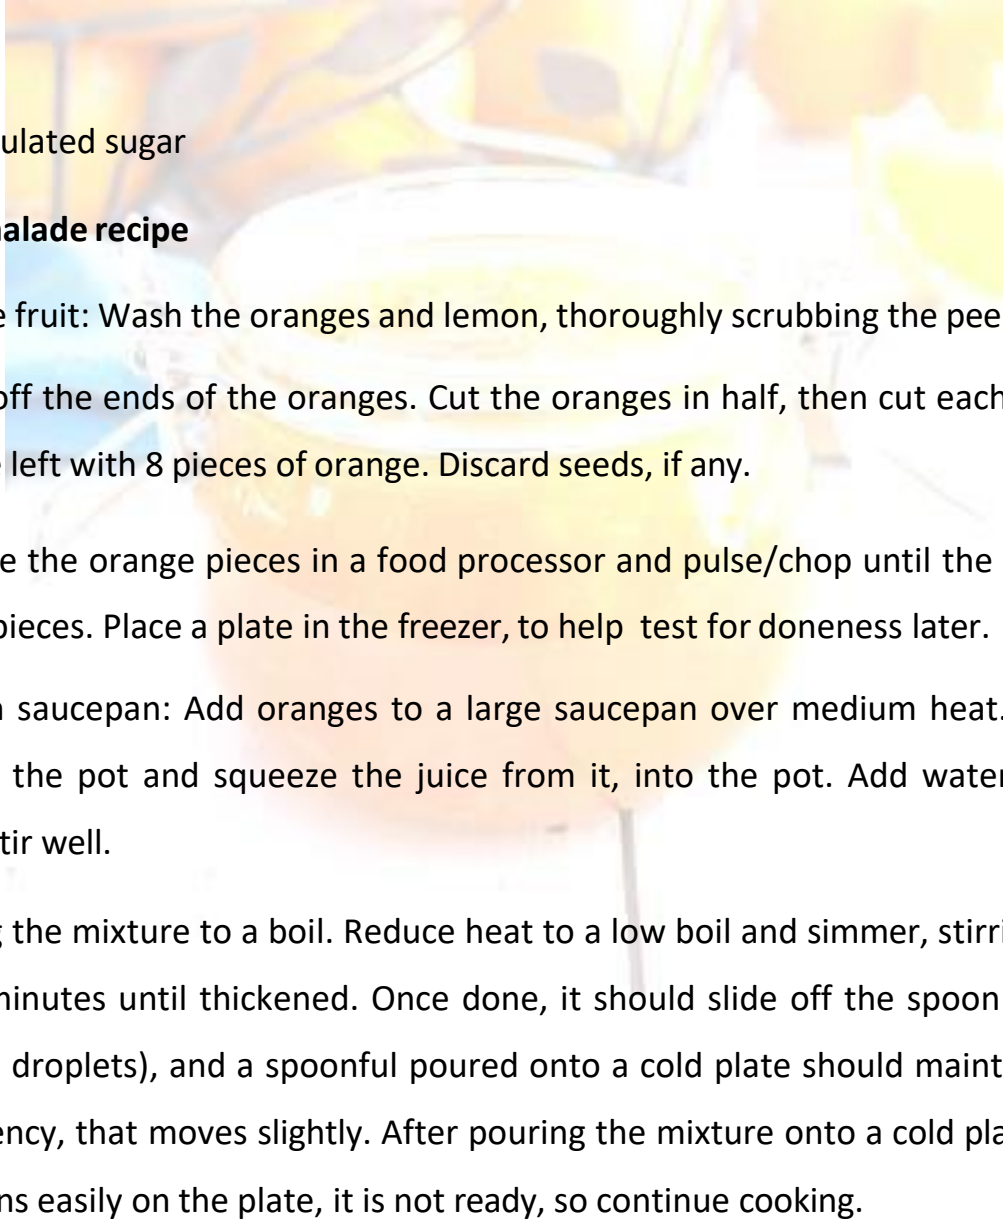 ulated sugar
alade recipe
e fruit: Wash the oranges and lemon, thoroughly scrubbing the pee
off the ends of the oranges. Cut the oranges in half, then cut each
left with 8 pieces of orange. Discard seeds, if any.
e the orange pieces in a food processor and pulse/chop until the
pieces. Place a plate in the freezer, to help test for doneness later.
saucepan: Add oranges to a large saucepan over medium heat.
the pot and squeeze the juice from it, into the pot. Add water
tir well.
g the mixture to a boil. Reduce heat to a low boil and simmer, stirri
minutes until thickened. Once done, it should slide off the spoon
droplets), and a spoonful poured onto a cold plate should maint
ency, that moves slightly. After pouring the mixture onto a cold pla
ns easily on the plate, it is not ready, so continue cooking.